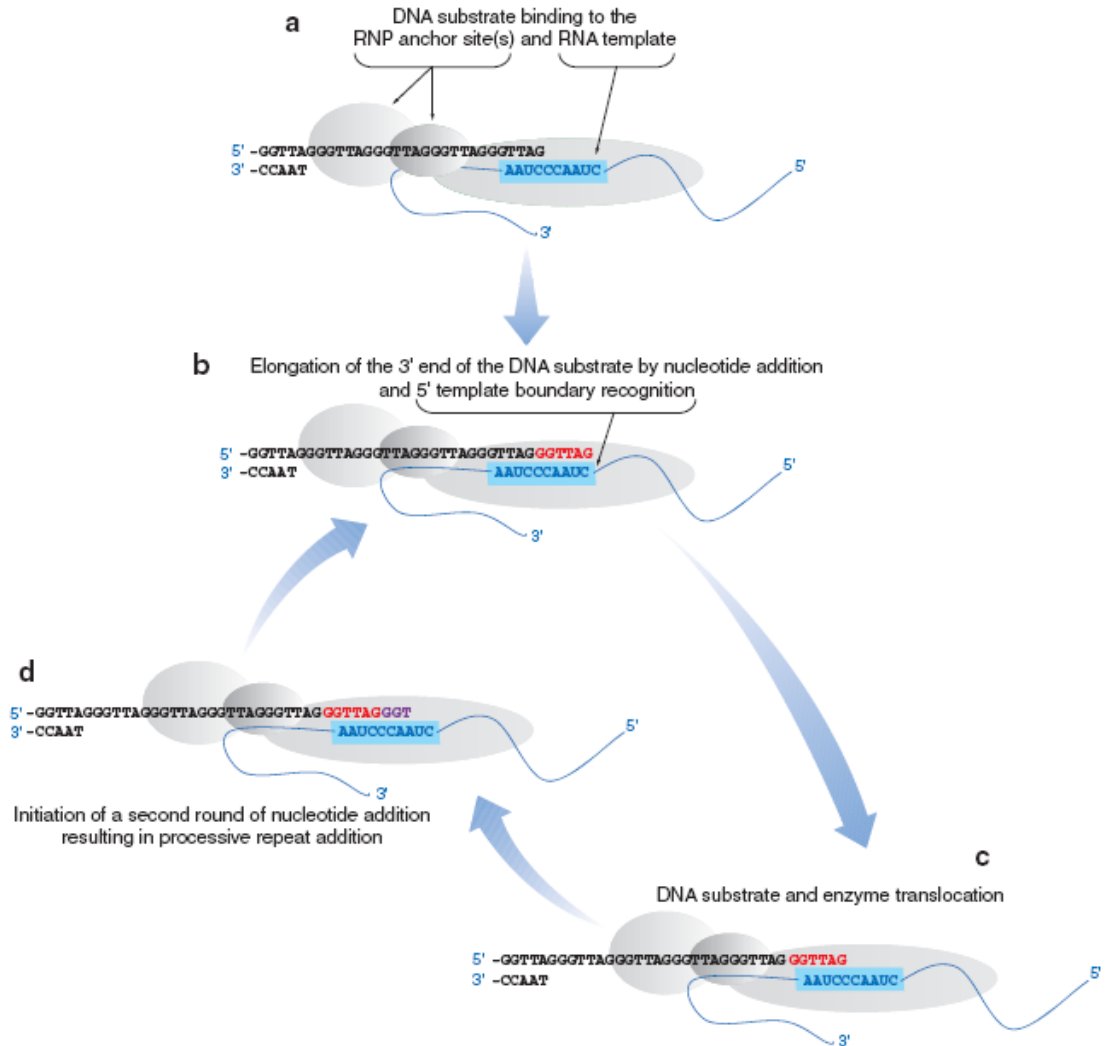 a
DNA substrate binding to the
RNP anchor site(s) and RNA template
5' -GGTTAGGGTTAGGGTTAGGGTTAGGGTTAG
3' -CCAAT
AAUCCCAAUC
5'
3'
b
Elongation of the 3' end of the DNA substrate by nucleotide addition
and 5' template boundary recognition
5' -GGTTAGGGTTAGGGTTAGGGTTAGGGTTAGGGTTAG
3' -CCAAT
AAUCCCAAUC
5'
3'
d
5' -GGTTAGGGTTAGGGTTAGGGTTAGGGTTAGGGTTAGGGT
3' -CCAAT
AAUCCCAAUC
5'
3'
Initiation of a second round of nucleotide addition
resulting in processive repeat addition
c
DNA substrate and enzyme translocation
5' -GGTTAGGGTTAGGGTTAGGGTTAGGGTTAG GGTTAG
3' -CCAAT
AAUCCCAAUC
5'
3'